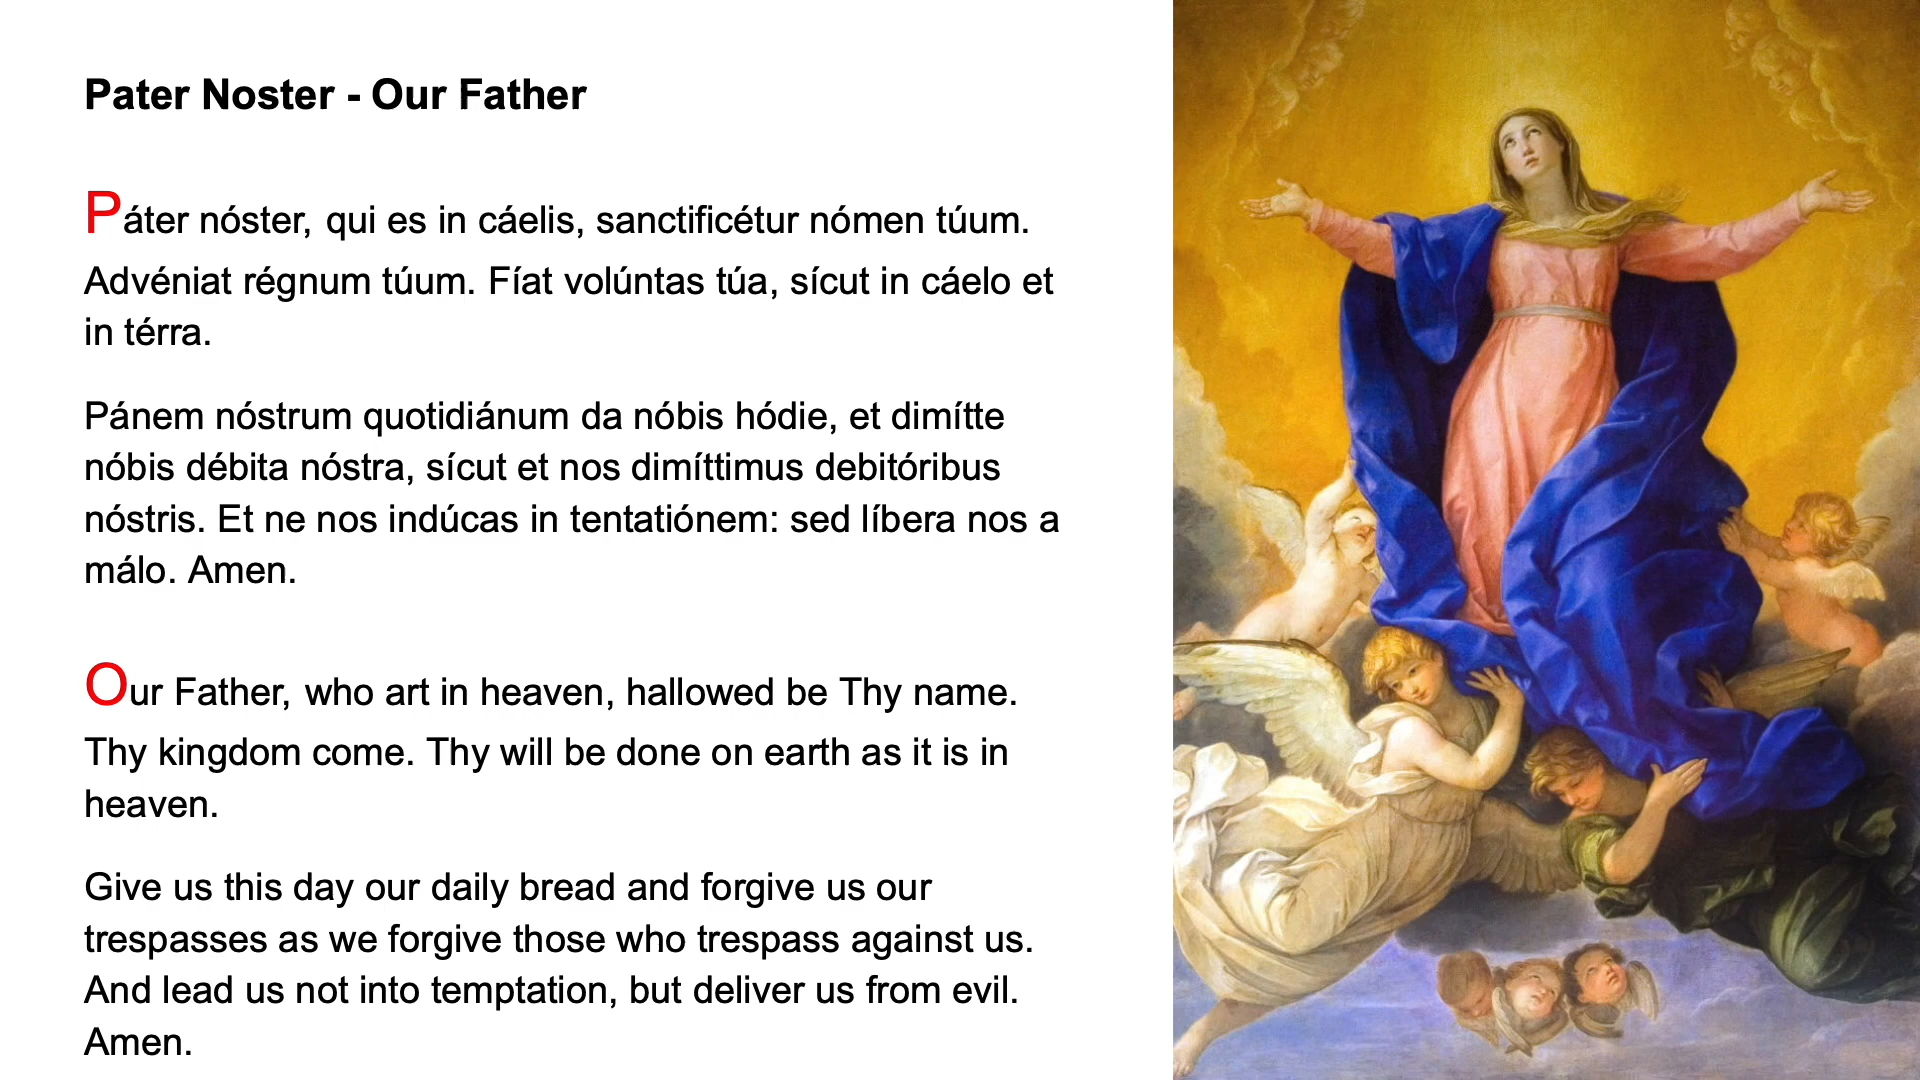 Pater Noster - Our Father
Páter nóster, qui es in cáelis, sanctificétur nómen túum.
Advéniat régnum túum. Fíat volúntas túa, sícut in cáelo et
in térra.
Pánem nóstrum quotidiánum da nóbis hódie, et dimítte
nóbis débita nóstra, sícut et nos dimíttimus debitóribus
nóstris. Et ne nos indúcas in tentatiónem: sed líbera nos a
málo. Amen.
Our Father, who art in heaven, hallowed be Thy name.
Thy kingdom come. Thy will be done on earth as it is in
heaven.
Give us this day our daily bread and forgive us our
trespasses as we forgive those who trespass against us.
And lead us not into temptation, but deliver us from evil.
Amen.